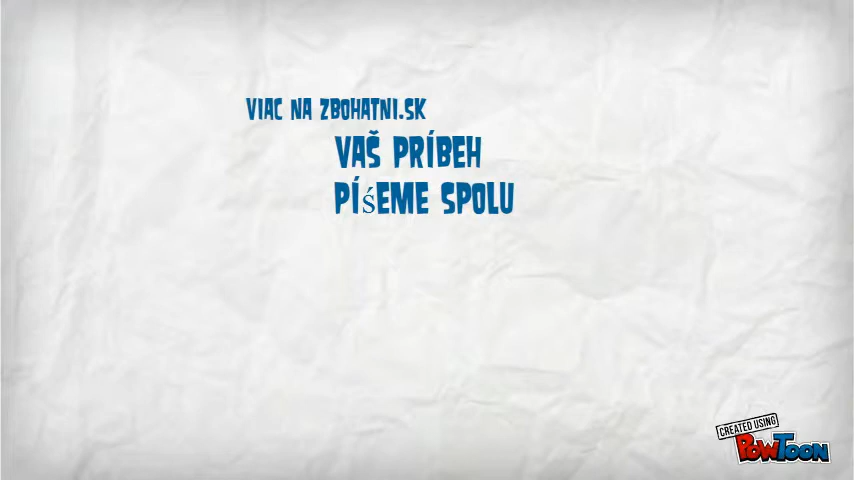 VIAC NA ZBOHATNI.SK
VAŠ PRÍBEH
PÍśEME SPOLU
CREATED USING
POWTOON